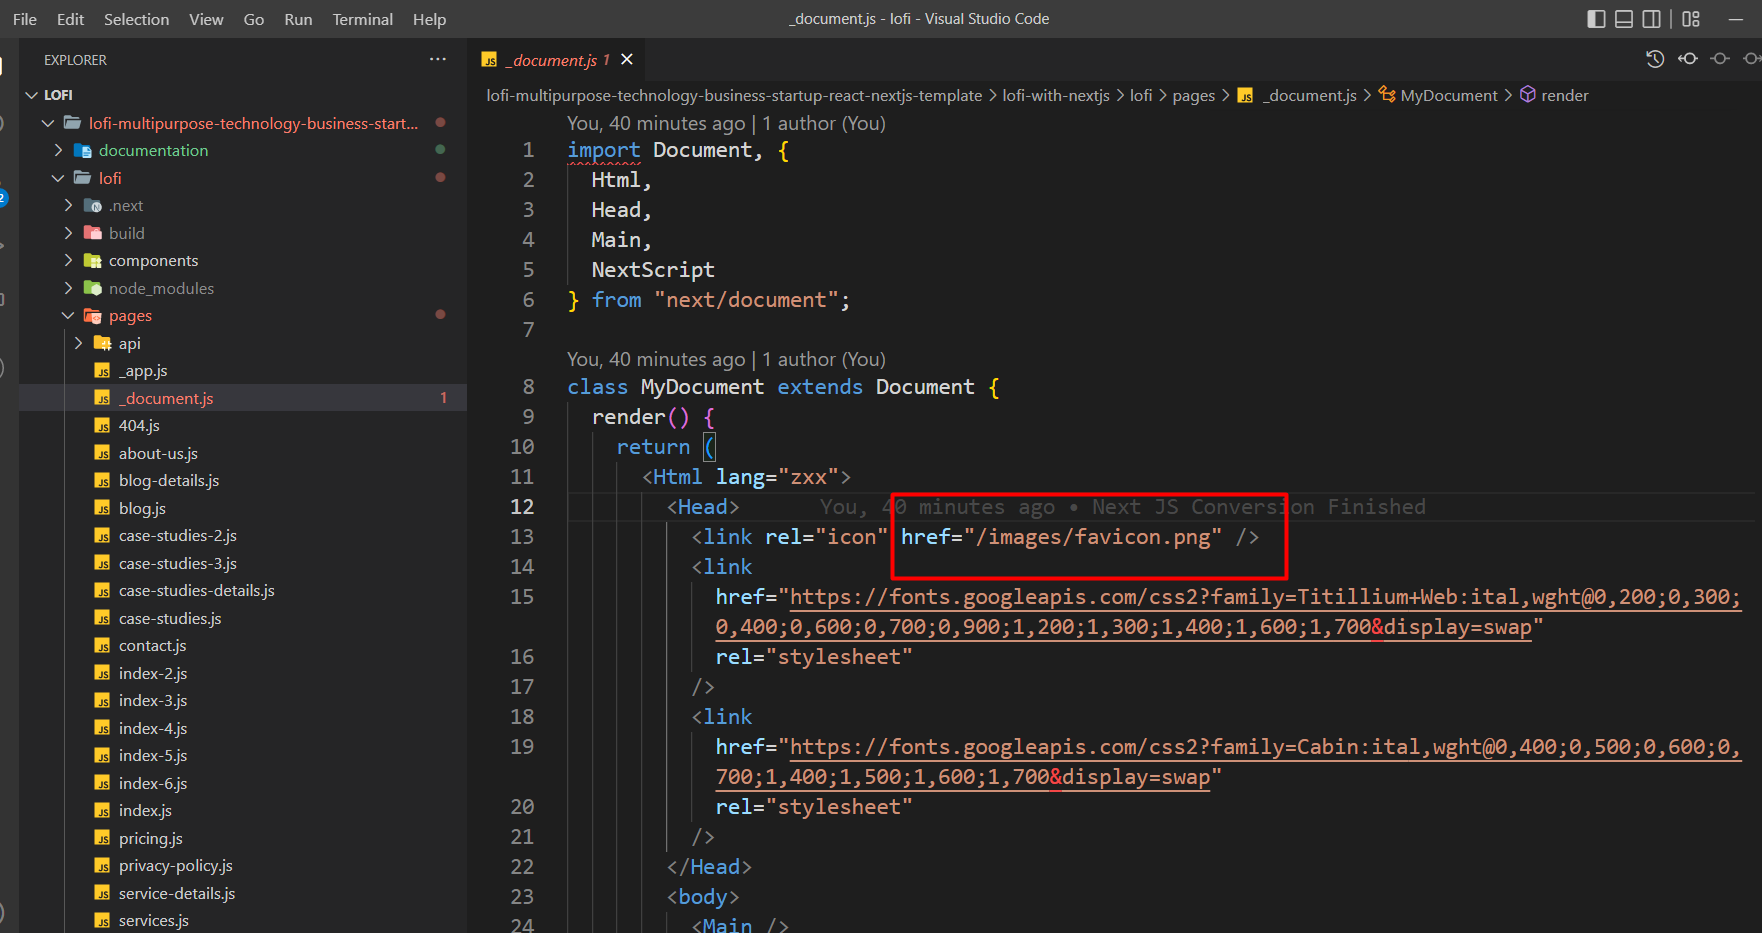 File Edit Selection View Go Run Terminal Help
_document.js - lofi - Visual Studio Code
EXPLORER
LOFI
lofi-multipurpose-technology-business-start...
documentation
lofi
.next
build
components
node_modules
pages
api
_app.js
_document.js 1
404.js
about-us.js
blog-details.js
blog.js
case-studies-2.js
case-studies-3.js
case-studies-details.js
case-studies.js
contact.js
index-2.js
index-3.js
index-4.js
index-5.js
index-6.js
index.js
pricing.js
privacy-policy.js
service-details.js
services.js
2
JS _document.js 1
lofi-multipurpose-technology-business-startup-react-nextjs-template > lofi-with-nextjs > lofi > pages > JS _document.js > MyDocument > render
You, 40 minutes ago | 1 author (You)
1 import Document, {
2 Html,
3 Head,
4 Main,
5 NextScript
6 } from "next/document";
7
You, 40 minutes ago | 1 author (You)
8 class MyDocument extends Document {
9 render() {
10 return (
11 <Html lang="zxx">
12 <Head> You, 40 minutes ago • Next JS Conversion Finished
13 <link rel="icon" href="/images/favicon.png" />
14 <link
15 href="https://fonts.googleapis.com/css2?family=Titillium+Web:ital,wght@0,200;0,300;
0,400;0,600;0,700;0,900;1,200;1,300;1,400;1,600;1,700&display=swap"
16 rel="stylesheet"
17 />
18 <link
19 href="https://fonts.googleapis.com/css2?family=Cabin:ital,wght@0,400;0,500;0,600;0,
700;1,400;1,500;1,600;1,700&display=swap"
20 rel="stylesheet"
21 />
22 </Head>
23 <body>
24 <Main />